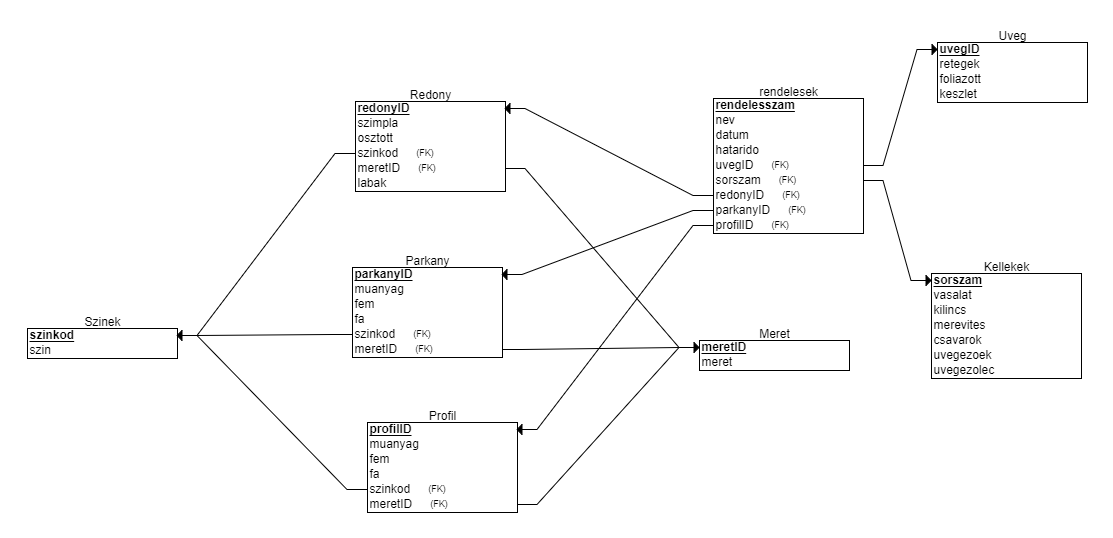 Uveg
uvegID
retegek
foliazott
keszlet
rendelesek
rendelesszam
nev
datum
hatarido
uvegID (FK)
sorszam (FK)
redonyID (FK)
parkanyID (FK)
profilID (FK)
Redony
redonyID
szimpla
osztott
szinkod (FK)
meretID (FK)
labak
Parkany
parkanyID
muanyag
fem
fa
szinkod (FK)
meretID (FK)
Kellekek
sorszam
vasalat
kilincs
merevites
csavarok
uvegezoek
uvegezolec
Szinek
szinkod
szin
Meret
meretID
meret
Profil
profilID
muanyag
fem
fa
szinkod (FK)
meretID (FK)